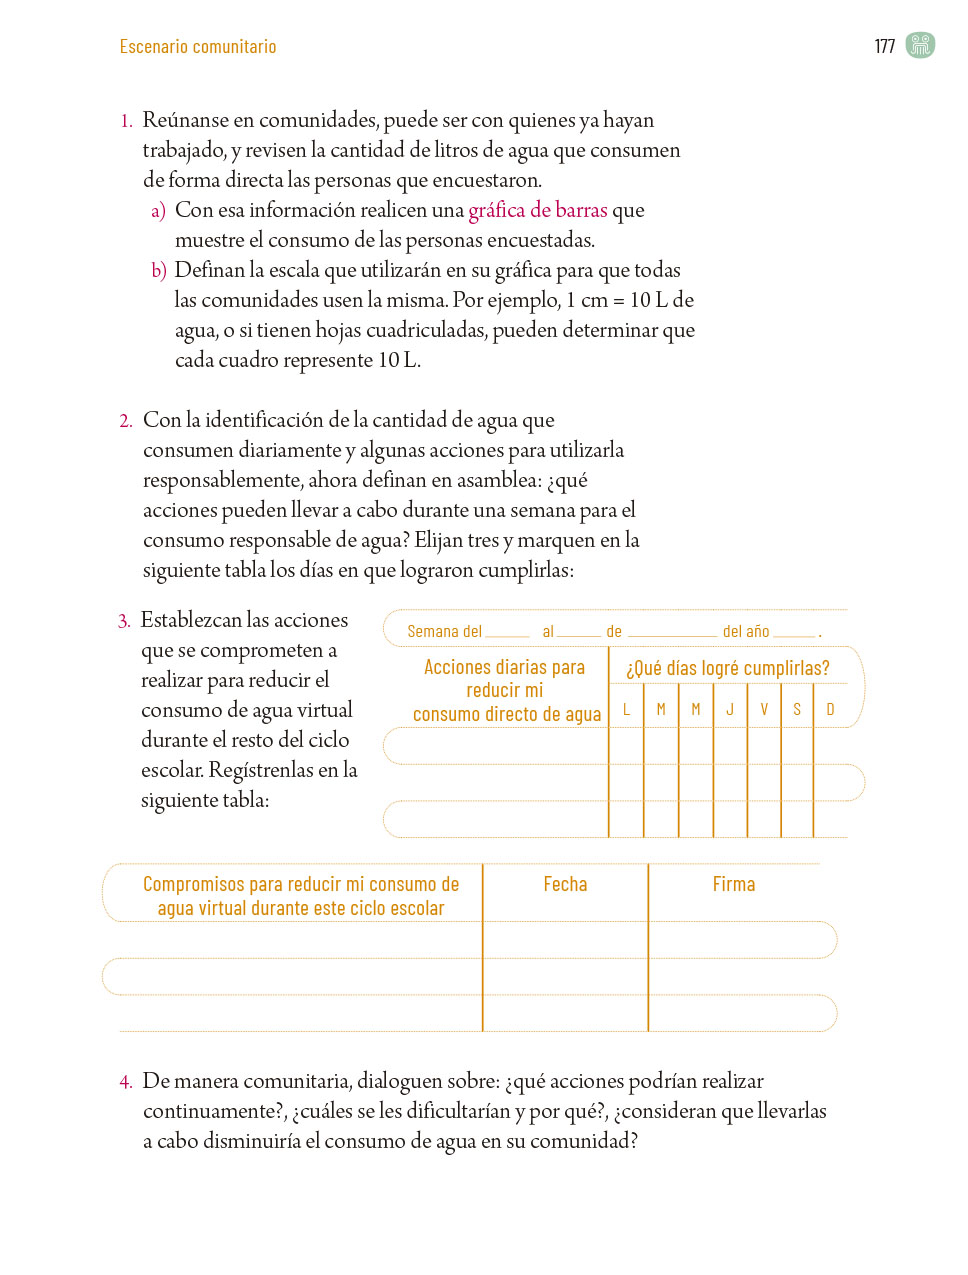 Escenario comunitario
177
1. Reúnanse en comunidades, puede ser con quienes ya hayan
trabajado, y revisen la cantidad de litros de agua que consumen
de forma directa las personas que encuestaron.
a) Con esa información realicen una gráfica de barras que
muestre el consumo de las personas encuestadas.
b) Definan la escala que utilizarán en su gráfica para que todas
las comunidades usen la misma. Por ejemplo, 1 cm = 10 L de
agua, o si tienen hojas cuadriculadas, pueden determinar que
cada cuadro represente 10 L.
2. Con la identificación de la cantidad de agua que
consumen diariamente y algunas acciones para utilizarla
responsablemente, ahora definan en asamblea: ¿qué
acciones pueden llevar a cabo durante una semana para el
consumo responsable de agua? Elijan tres y marquen en la
siguiente tabla los días en que lograron cumplirlas:
3. Establezcan las acciones
que se comprometen a
realizar para reducir el
consumo de agua virtual
durante el resto del ciclo
escolar. Regístrenlas en la
siguiente tabla:
Semana del ______ al ______ de ____________ del año ______ .
Acciones diarias para
reducir mi
consumo directo de agua
¿Qué días logré cumplirlas?
L M M J V S D
Compromisos para reducir mi consumo de
agua virtual durante este ciclo escolar
Fecha
Firma
4. De manera comunitaria, dialoguen sobre: ¿qué acciones podrían realizar
continuamente?, ¿cuáles se les dificultarían y por qué?, ¿consideran que llevarlas
a cabo disminuiría el consumo de agua en su comunidad?